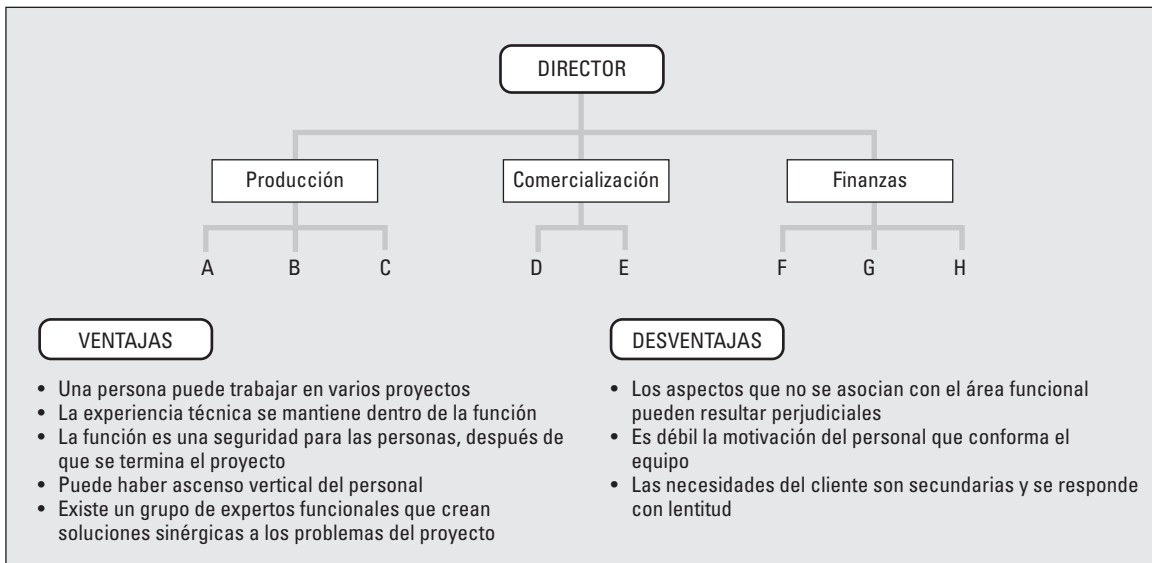 DIRECTOR
Producción
Comercialización
Finanzas
A
B
C
D
E
F
G
H
VENTAJAS
• Una persona puede trabajar en varios proyectos
• La experiencia técnica se mantiene dentro de la función
• La función es una seguridad para las personas, después de
que se termina el proyecto
• Puede haber ascenso vertical del personal
• Existe un grupo de expertos funcionales que crean
soluciones sinérgicas a los problemas del proyecto
DESVENTAJAS
• Los aspectos que no se asocian con el área funcional
pueden resultar perjudiciales
• Es débil la motivación del personal que conforma el
equipo
• Las necesidades del cliente son secundarias y se responde
con lentitud